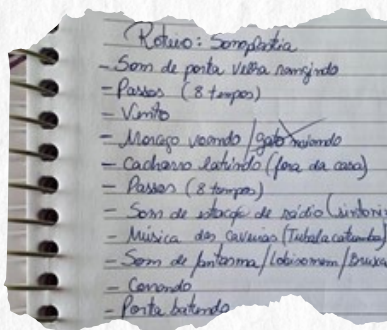 Roteiro: Sonoplastia
- Som de porta velha rangindo
- Passos (8 tempos)
- Vento
- Morcego voando / gato miando
- Cachorro latindo (fora da casa)
- Passos (8 tempos)
- Som de estação de rádio (sintoni
- Música das caveiras (Tumbalacatumba)
- Som de fantasma / lobisomem / bruxa
- Correndo
- Porta batendo